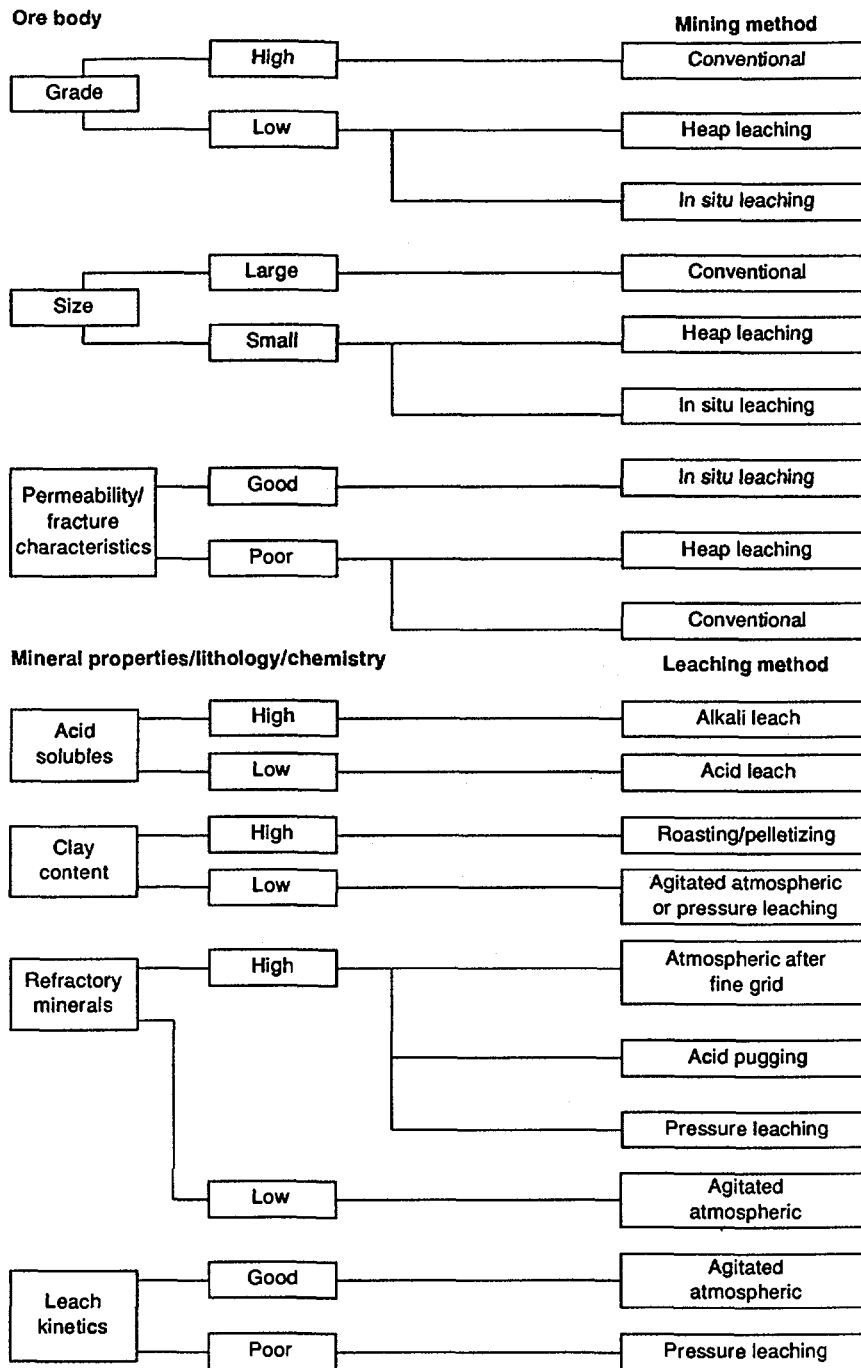 Ore body
Mining method
High
Conventional
Grade
Low
Heap leaching
In situ leaching
Large
Conventional
Size
Small
Heap leaching
In situ leaching
Permeability/
fracture
characteristics
Good
In situ leaching
Poor
Heap leaching
Conventional
Mineral properties/lithology/chemistry
Leaching method
Acid
solubles
High
Alkali leach
Low
Acid leach
Clay
content
High
Roasting/pelletizing
Low
Agitated atmospheric
or pressure leaching
Refractory
minerals
High
Atmospheric after
fine grid
Acid pugging
Pressure leaching
Low
Agitated
atmospheric
Leach
kinetics
Good
Agitated
atmospheric
Poor
Pressure leaching